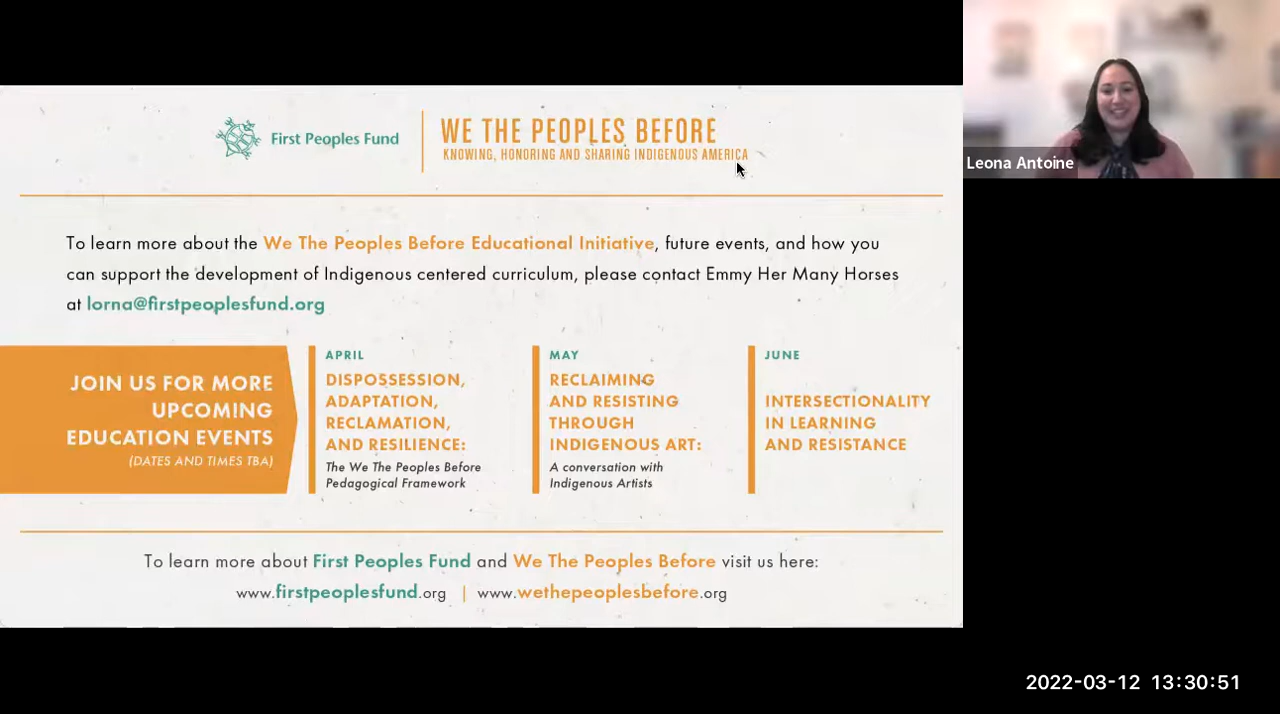 First Peoples Fund
WE THE PEOPLES BEFORE
KNOWING, HONORING AND SHARING INDIGENOUS AMERICA
Leona Antoine
To learn more about the We The Peoples Before Educational Initiative, future events, and how you
can support the development of Indigenous centered curriculum, please contact Emmy Her Many Horses
at lorna@firstpeoplesfund.org
JOIN US FOR MORE
UPCOMING
EDUCATION EVENTS
(DATES AND TIMES TBA)
APRIL
DISPOSSESSION,
ADAPTATION,
RECLAMATION,
AND RESILIENCE:
The We The Peoples Before
Pedagogical Framework
MAY
RECLAIMING
AND RESISTING
THROUGH
INDIGENOUS ART:
A conversation with
Indigenous Artists
JUNE
INTERSECTIONALITY
IN LEARNING
AND RESISTANCE
To learn more about First Peoples Fund and We The Peoples Before visit us here:
www.firstpeoplesfund.org | www.wethepeoplesbefore.org
2022-03-12 13:30:51